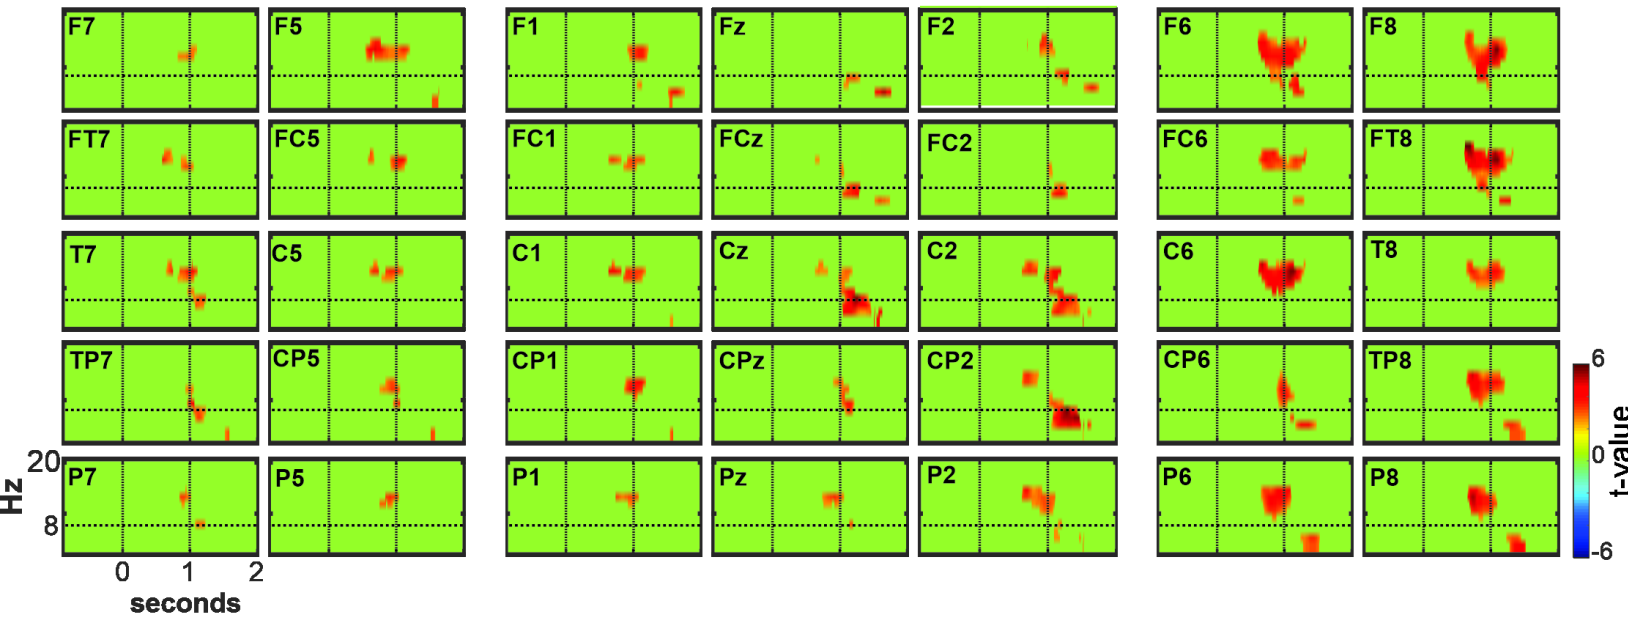 F7 F5 F1 Fz F2 F6 F8
FT7 FC5 FC1 FCz FC2 FC6 FT8
T7 C5 C1 Cz C2 C6 T8
TP7 CP5 CP1 CPz CP2 CP6 TP8
P7 P5 P1 Pz P2 P6 P8
20
8
Hz
0 1 2
seconds
6
0
-6
t-value